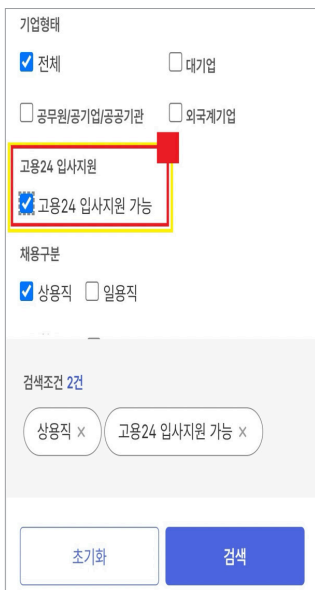 기업형태
전체 대기업
공무원/공기업/공공기관 외국계기업
고용24 입사지원
고용24 입사지원 가능
채용구분
상용직 일용직
검색조건 2건
상용직 × 고용24 입사지원 가능 ×
초기화 검색